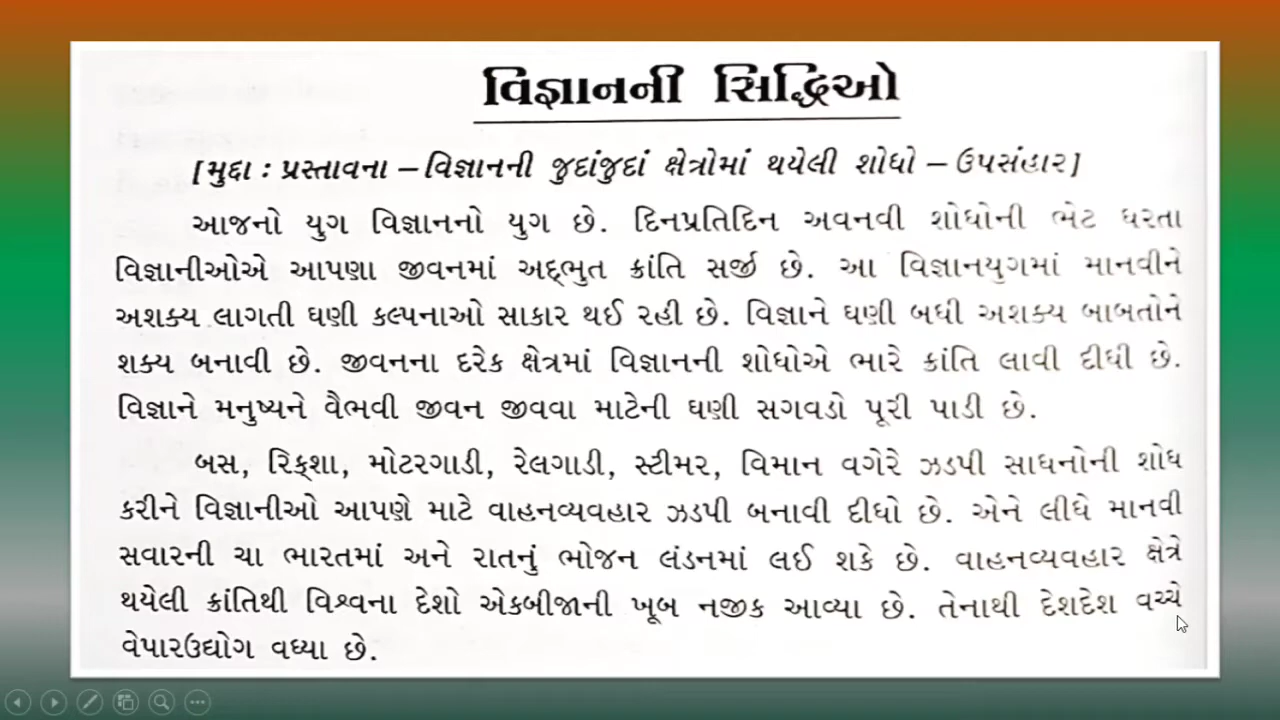 વિજ્ઞાનની સિદ્ધિઓ
[મુદ્દા : પ્રસ્તાવના – વિજ્ઞાનની જુદાંજુદાં ક્ષેત્રોમાં થયેલી શોધો – ઉપસંહાર]
આજનો યુગ વિજ્ઞાનનો યુગ છે. દિનપ્રતિદિન અવનવી શોધોની ભેટ ધરતા
વિજ્ઞાનીઓએ આપણા જીવનમાં અદ્ભુત ક્રાંતિ સર્જી છે. આ વિજ્ઞાનયુગમાં માનવીને
અશક્ય લાગતી ઘણી કલ્પનાઓ સાકાર થઈ રહી છે. વિજ્ઞાને ઘણી બધી અશક્ય બાબતોને
શક્ય બનાવી છે. જીવનના દરેક ક્ષેત્રમાં વિજ્ઞાનની શોધોએ ભારે ક્રાંતિ લાવી દીધી છે.
વિજ્ઞાને મનુષ્યને વૈભવી જીવન જીવવા માટેની ઘણી સગવડો પૂરી પાડી છે.
બસ, રિક્શા, મોટરગાડી, રેલગાડી, સ્ટીમર, વિમાન વગેરે ઝડપી સાધનોની શોધ
કરીને વિજ્ઞાનીઓ આપણે માટે વાહનવ્યવહાર ઝડપી બનાવી દીધો છે. એને લીધે માનવી
સવારની ચા ભારતમાં અને રાતનું ભોજન લંડનમાં લઈ શકે છે. વાહનવ્યવહાર ક્ષેત્રે
થયેલી ક્રાંતિથી વિશ્વના દેશો એકબીજાની ખૂબ નજીક આવ્યા છે. તેનાથી દેશદેશ વચ્ચે
વેપારઉદ્યોગ વધ્યા છે.